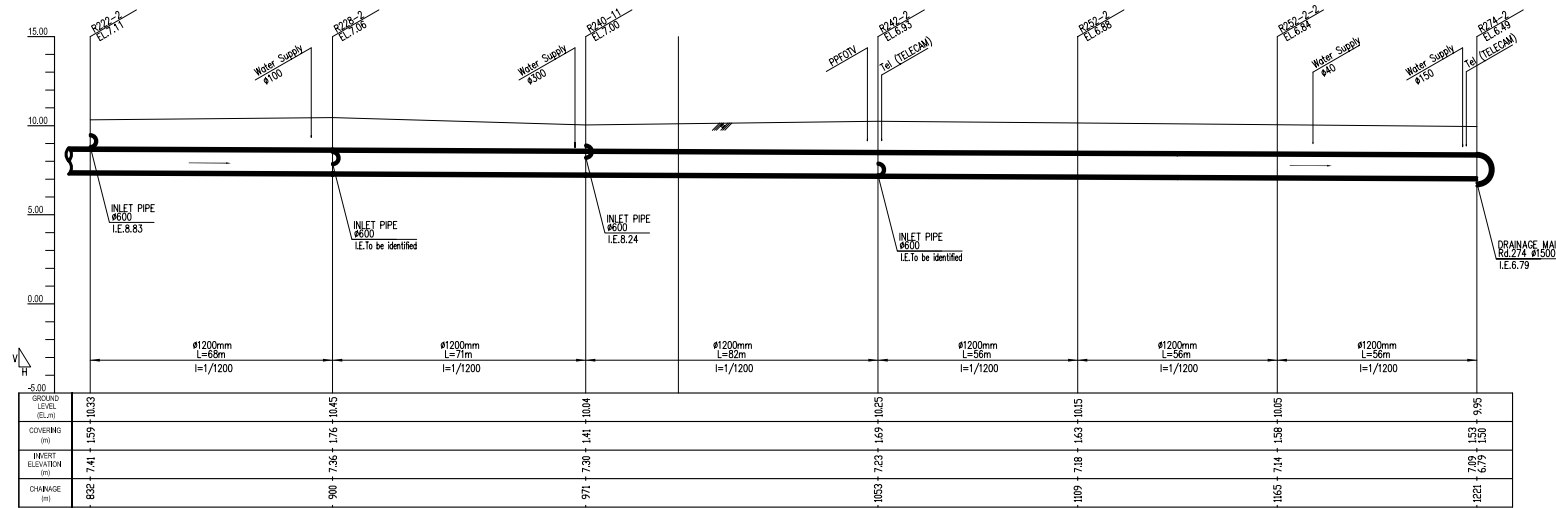 R222-2
EL.7.11
R228-2
EL.7.06
R240-11
EL.7.00
R242-2
EL.6.93
R252-2
EL.6.88
R252-2-2
EL.6.84
R274-2
EL.6.49
15.00
10.00
5.00
0.00
-5.00
Water Supply
ø100
Water Supply
ø300
PPFOTV
Tel (TELECAM)
Water Supply
ø40
Water Supply
ø150
Tel (TELECAM)
INLET PIPE
ø600
I.E.8.83
INLET PIPE
ø600
I.E.To be identified
INLET PIPE
ø600
I.E.8.24
INLET PIPE
ø600
I.E.To be identified
DRAINAGE MAI
Rd.274 ø1500
I.E.6.79
V
H
ø1200mm
L=68m
I=1/1200
ø1200mm
L=71m
I=1/1200
ø1200mm
L=82m
I=1/1200
ø1200mm
L=56m
I=1/1200
ø1200mm
L=56m
I=1/1200
ø1200mm
L=56m
I=1/1200
GROUND
LEVEL
(EL.m)
10.33 10.45 10.04 10.25 10.15 10.05 9.95
COVERING
(m)
1.59 1.76 1.41 1.69 1.63 1.58 1.53
1.50
INVERT
ELEVATION
(m)
7.41 7.36 7.30 7.23 7.18 7.14 7.09
6.79
CHAINAGE
(m)
832 900 971 1053 1109 1165 1221